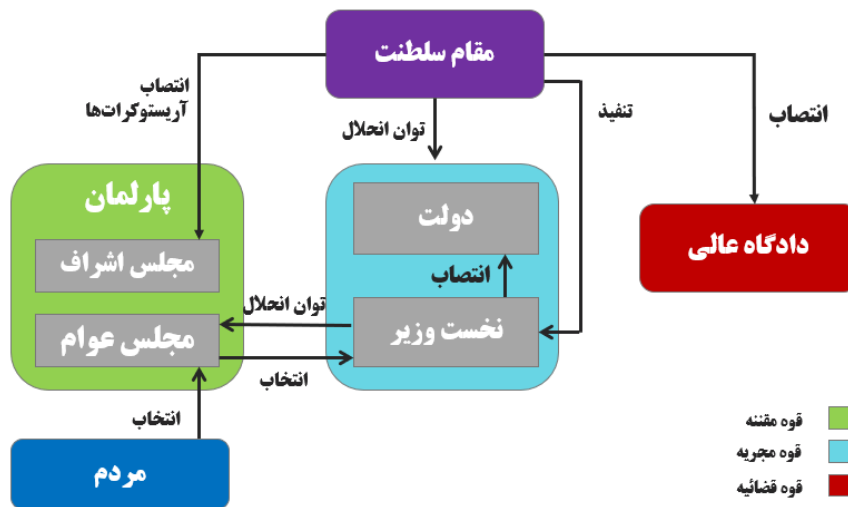 مقام سلطنت
انتصاب
آریستوکرات‌ها
توان انحلال
تنفیذ
انتصاب
پارلمان
مجلس اشراف
مجلس عوام
دولت
انتصاب
نخست وزیر
توان انحلال
انتخاب
دادگاه عالی
انتخاب
مردم
قوه مقننه
قوه مجریه
قوه قضائیه